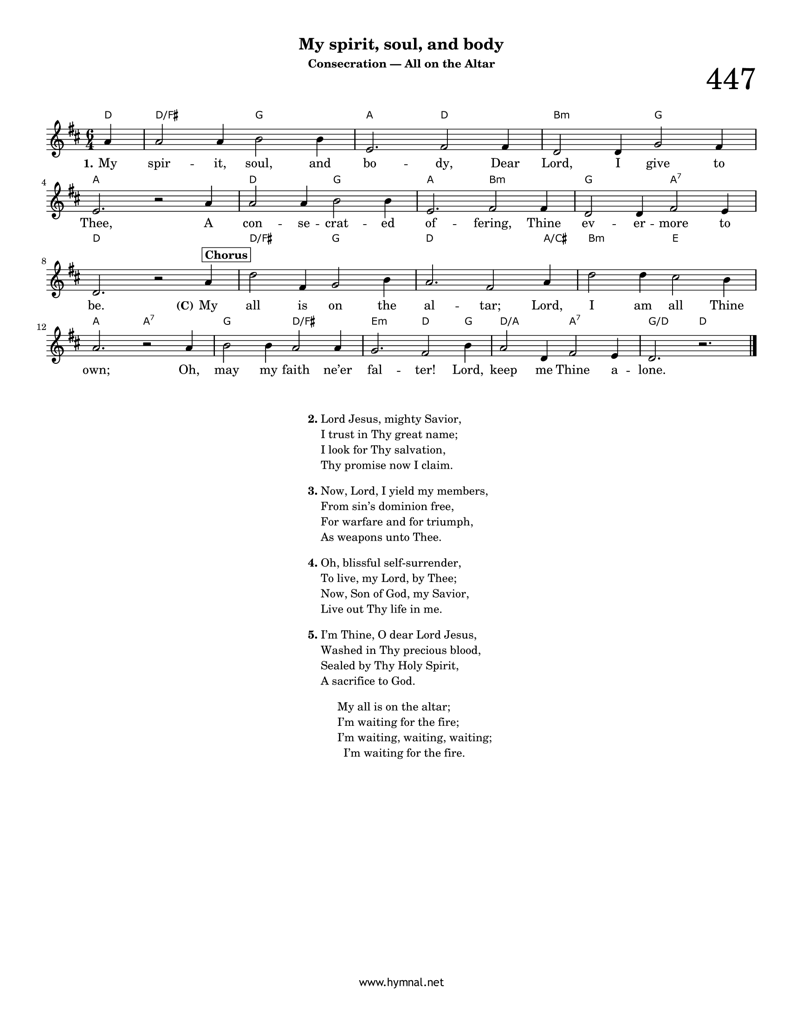 My spirit, soul, and body
Consecration — All on the Altar
447
D D/F♯ G A D Bm G
1. My spir - it, soul, and bo - dy, Dear Lord, I give to
4 A D G A Bm G A7
Thee, A con - se - crat - ed of - fering, Thine ev - er - more to
D D/F♯ G D A/C♯ Bm E
8 Chorus
be. (C) My all is on the al - tar; Lord, I am all Thine
12 A A7 G D/F♯ Em D G D/A A7 G/D D
own; Oh, may my faith ne'er fal - ter! Lord, keep me Thine a - lone.
2. Lord Jesus, mighty Savior,
I trust in Thy great name;
I look for Thy salvation,
Thy promise now I claim.
3. Now, Lord, I yield my members,
From sin's dominion free,
For warfare and for triumph,
As weapons unto Thee.
4. Oh, blissful self-surrender,
To live, my Lord, by Thee;
Now, Son of God, my Savior,
Live out Thy life in me.
5. I'm Thine, O dear Lord Jesus,
Washed in Thy precious blood,
Sealed by Thy Holy Spirit,
A sacrifice to God.
My all is on the altar;
I'm waiting for the fire;
I'm waiting, waiting, waiting;
I'm waiting for the fire.
www.hymnal.net